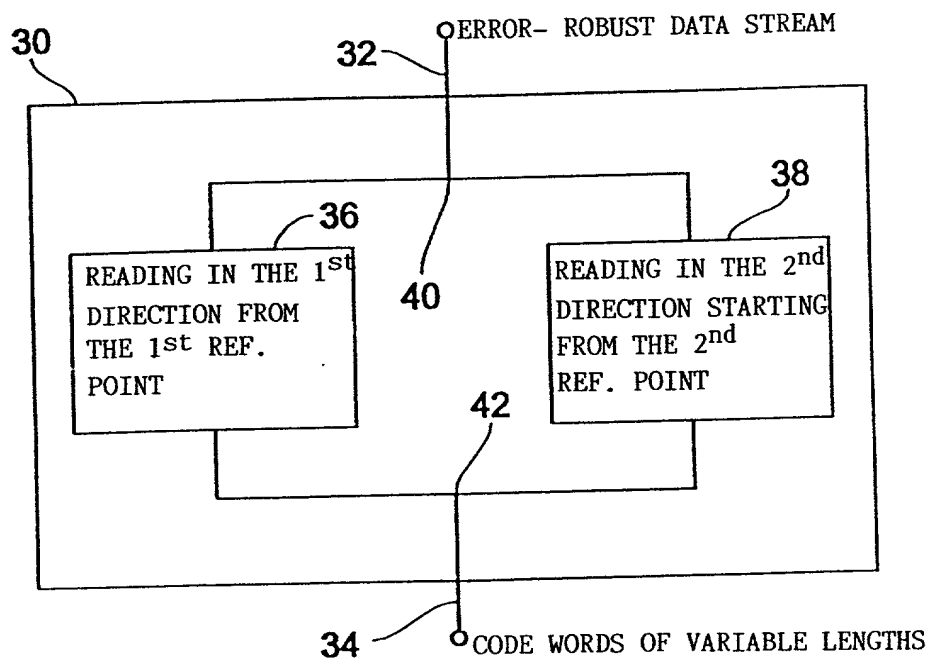 ERROR- ROBUST DATA STREAM
30
32
36
38
READING IN THE 1st
DIRECTION FROM
THE 1st REF.
POINT
READING IN THE 2nd
DIRECTION STARTING
FROM THE 2nd
REF. POINT
40
42
34
CODE WORDS OF VARIABLE LENGTHS